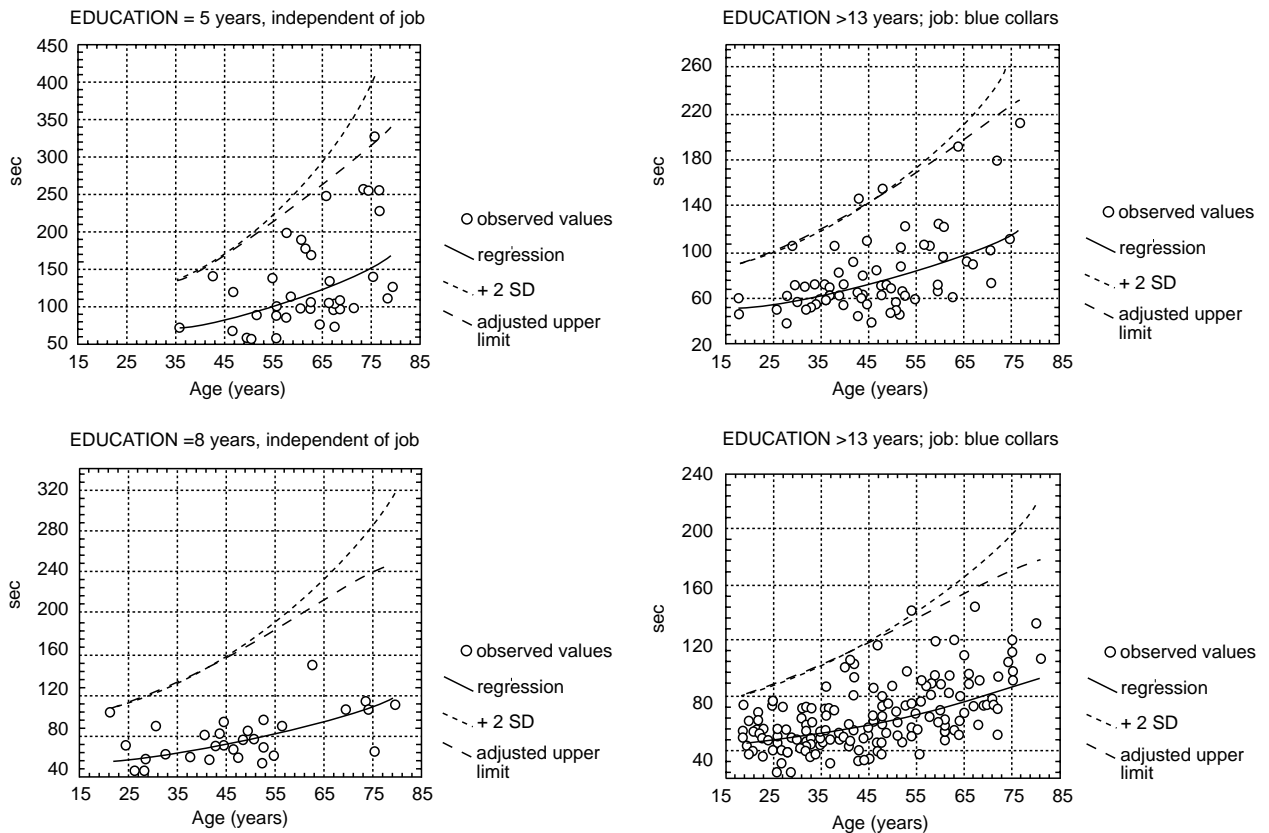 EDUCATION = 5 years, independent of job
450
400
350
300
250
200
150
100
50
sec
15 25 35 45 55 65 75 85
Age (years)
observed values
regression
+ 2 SD
adjusted upper
limit
EDUCATION >13 years; job: blue collars
260
220
180
140
100
60
20
sec
15 25 35 45 55 65 75 85
Age (years)
observed values
regression
+ 2 SD
adjusted upper
limit
EDUCATION =8 years, independent of job
320
280
240
200
160
120
80
40
sec
15 25 35 45 55 65 75 85
Age (years)
observed values
regression
+ 2 SD
adjusted upper
limit
EDUCATION >13 years; job: blue collars
240
200
160
120
80
40
sec
15 25 35 45 55 65 75 85
Age (years)
observed values
regression
+ 2 SD
adjusted upper
limit